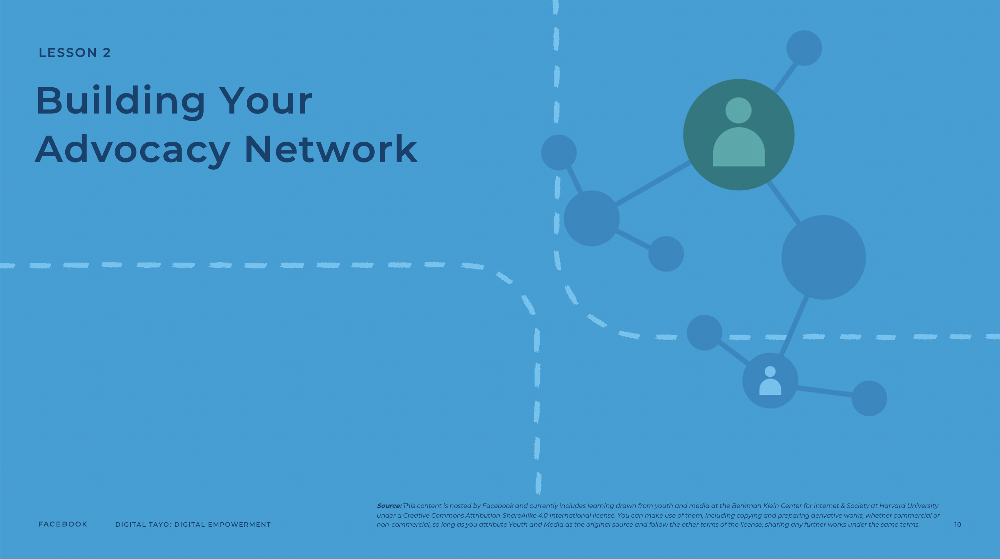 LESSON 2
Building Your
Advocacy Network
Source: This content is hosted by Facebook and currently includes learning drawn from youth and media at the Berkman Klein Center for Internet & Society at Harvard University
under a Creative Commons Attribution-ShareAlike 4.0 International license. You can make use of them, including copying and preparing derivative works, whether commercial or
non-commercial, so long as you attribute Youth and Media as the original source and follow the other terms of the license, sharing any further works under the same terms.
FACEBOOK DIGITAL TAYO: DIGITAL EMPOWERMENT
10